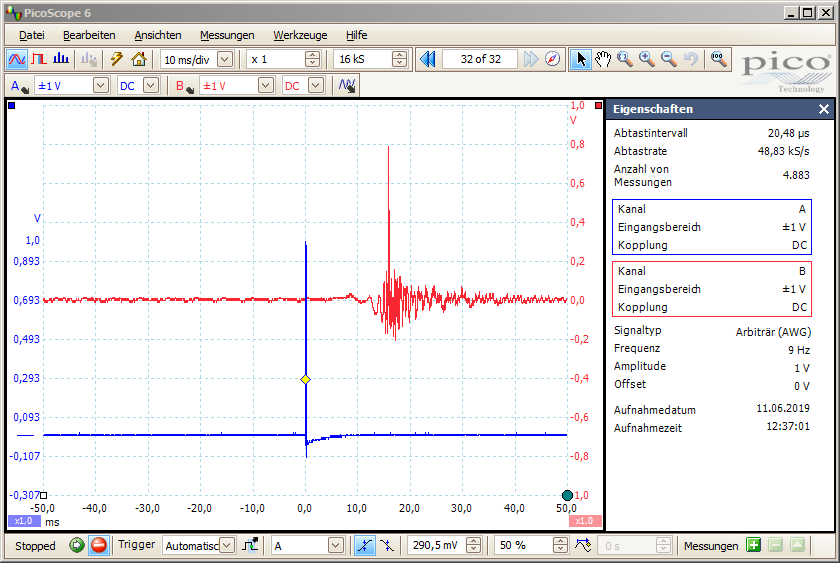 PicoScope 6
Datei Bearbeiten Ansichten Messungen Werkzeuge Hilfe
10 ms/div x 1 16 kS 32 of 32
pico
Technology
A ±1 V DC B ±1 V DC
1,0
V
0,8
0,6
0,4
V
1,0
0,893 0,2
0,693 0,0
0,493 -0,2
0,293 -0,4
0,093 -0,6
-0,107 -0,8
-0,307 -1,0
-50,0 -40,0 -30,0 -20,0 -10,0 0,0 10,0 20,0 30,0 40,0 50,0
x1,0 ms x1,0
Eigenschaften
Abtastintervall 20,48 µs
Abtastrate 48,83 kS/s
Anzahl von
Messungen 4.883
Kanal A
Eingangsbereich ±1 V
Kopplung DC
Kanal B
Eingangsbereich ±1 V
Kopplung DC
Signaltyp Arbiträr (AWG)
Frequenz 9 Hz
Amplitude 1 V
Offset 0 V
Aufnahmedatum 11.06.2019
Aufnahmezeit 12:37:01
Stopped Trigger Automatisc A 290,5 mV 50 % 0 s Messungen